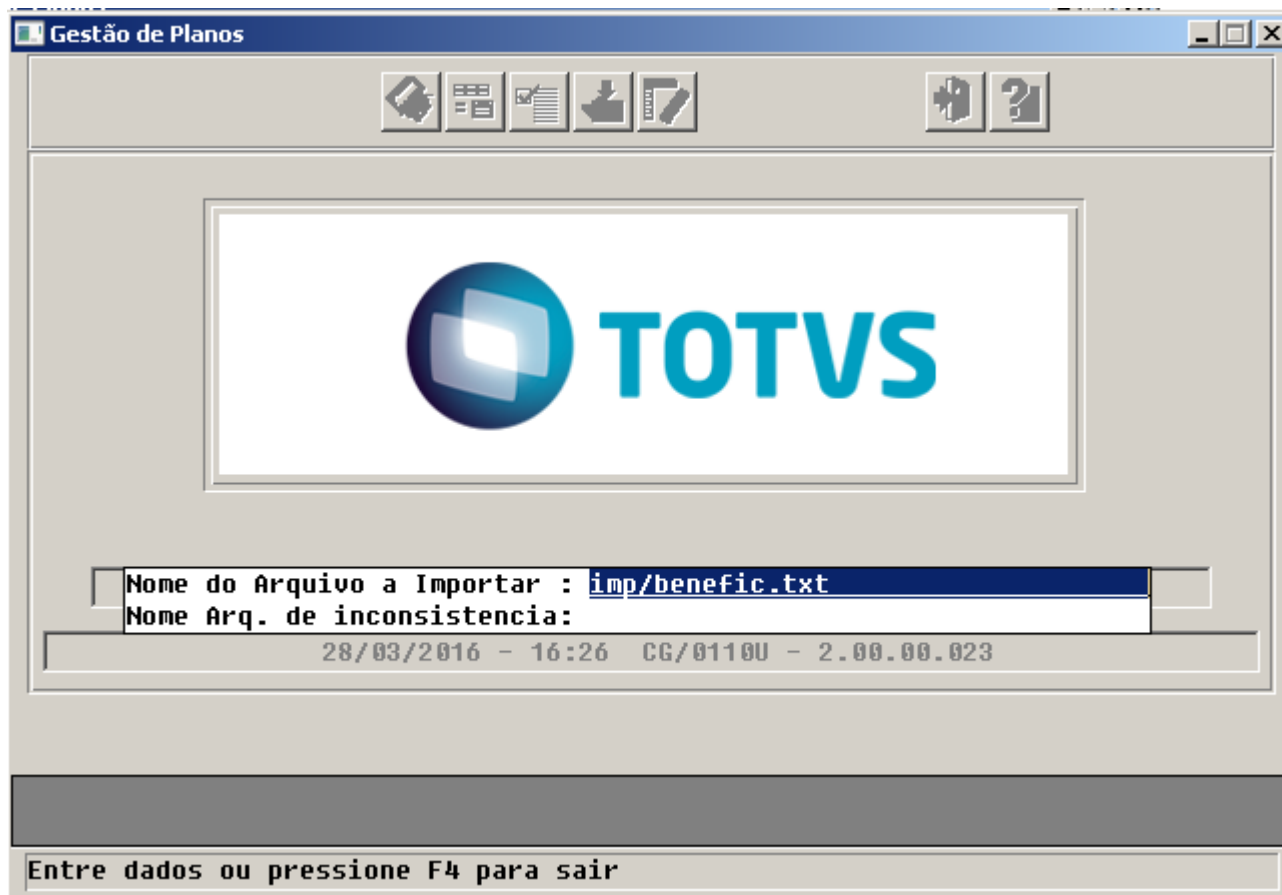 Gestão de Planos
TOTVS
Nome do Arquivo a Importar : imp/benefic.txt
Nome Arq. de inconsistencia:
28/03/2016 - 16:26 CG/0110U - 2.00.00.023
Entre dados ou pressione F4 para sair